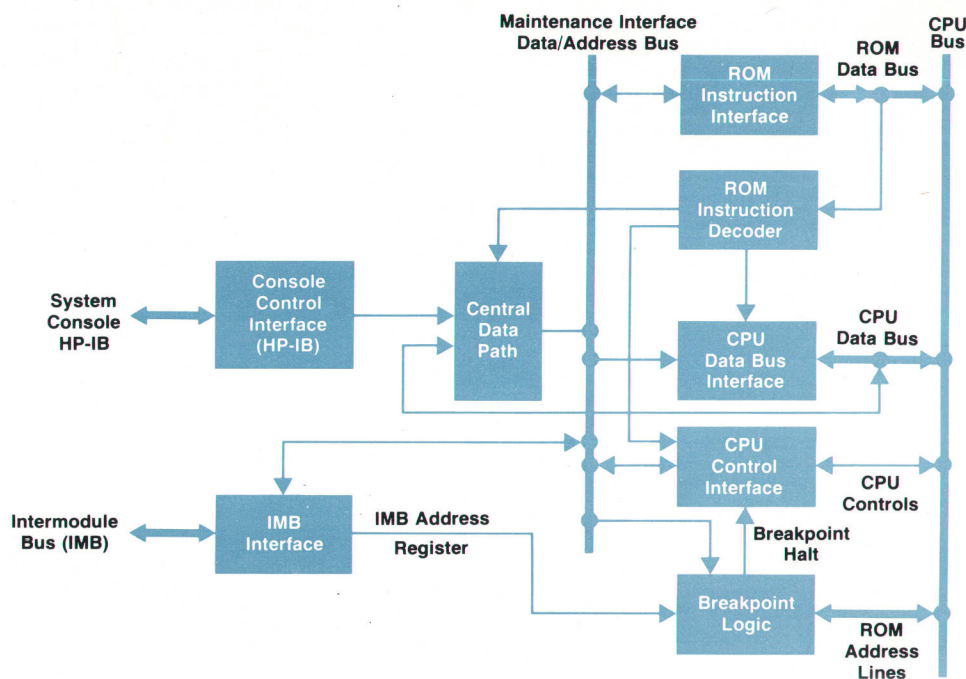 Maintenance Interface
Data/Address Bus
CPU
Bus
ROM
Data Bus
ROM
Instruction
Interface
ROM
Instruction
Decoder
System
Console
HP-IB
Console
Control
Interface
(HP-IB)
Central
Data
Path
CPU
Data Bus
Interface
CPU
Data Bus
CPU
Control
Interface
CPU
Controls
Intermodule
Bus (IMB)
IMB
Interface
IMB Address
Register
Breakpoint
Halt
Breakpoint
Logic
ROM
Address
Lines